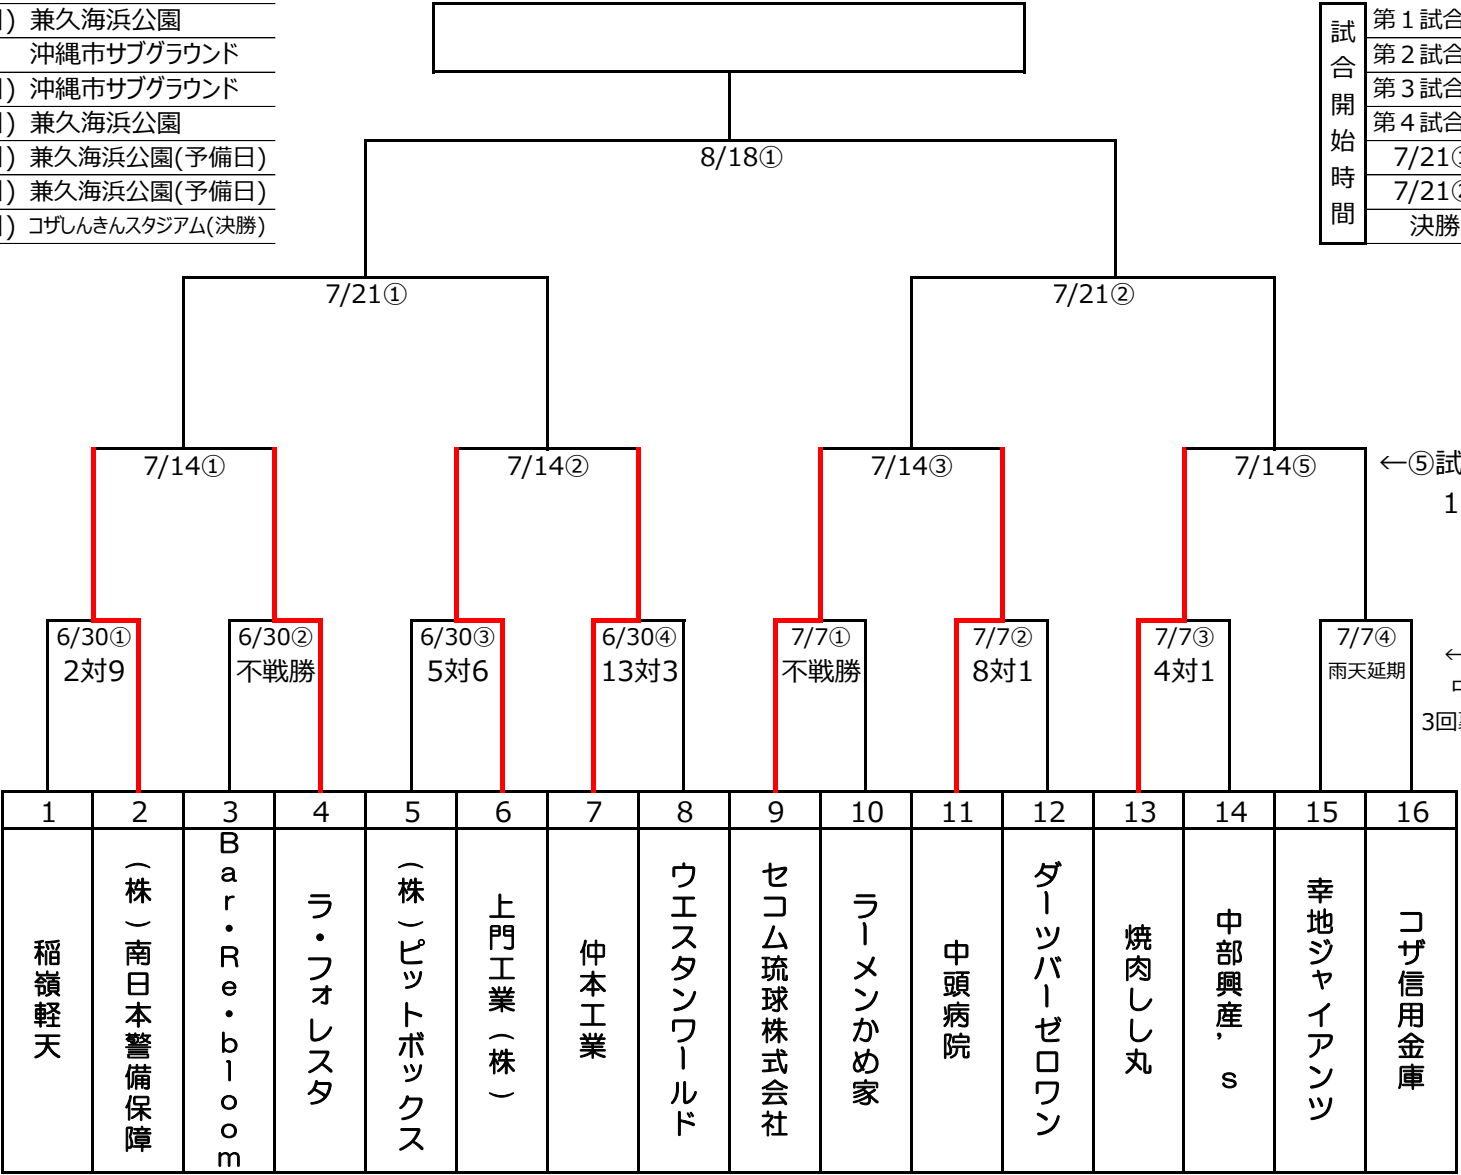 兼久海浜公園
沖縄市サブグラウンド
沖縄市サブグラウンド
兼久海浜公園
兼久海浜公園(予備日)
兼久海浜公園(予備日)
コザしんきんスタジアム(決勝)
試合開始時間
第1試合
第2試合
第3試合
第4試合
7/21①
7/21②
決勝
8/18①
7/21①
7/21②
7/14①
7/14②
7/14③
7/14⑤
←⑤試
1
6/30①
2対9
6/30②
不戦勝
6/30③
5対6
6/30④
13対3
7/7①
不戦勝
7/7②
8対1
7/7③
4対1
7/7④
雨天延期
←
3回
1
2
3
4
5
6
7
8
9
10
11
12
13
14
15
16
稲嶺軽天
(株)南日本警備保障
Bar・Re・bloom
ラ・フォレスタ
(株)ピットボックス
上門工業(株)
仲本工業
ウエスタンワールド
セコム琉球株式会社
ラーメンかめ家
中頭病院
ダーツバーゼロワン
焼肉しし丸
中部興産’s
幸地ジャイアンツ
コザ信用金庫